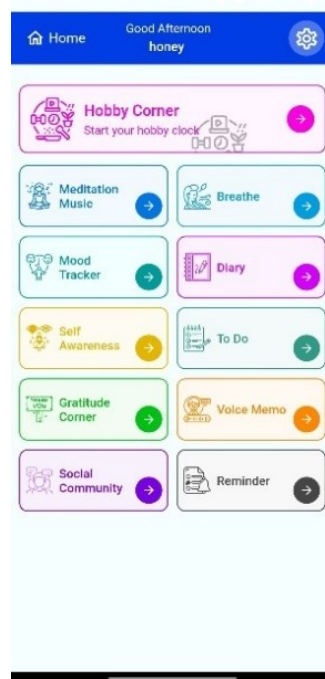 Home
Good Afternoon
honey
Hobby Corner
Start your hobby clock
Meditation
Music
Breathe
Mood
Tracker
Diary
Self
Awareness
To Do
Gratitude
Corner
Voice Memo
Social
Community
Reminder